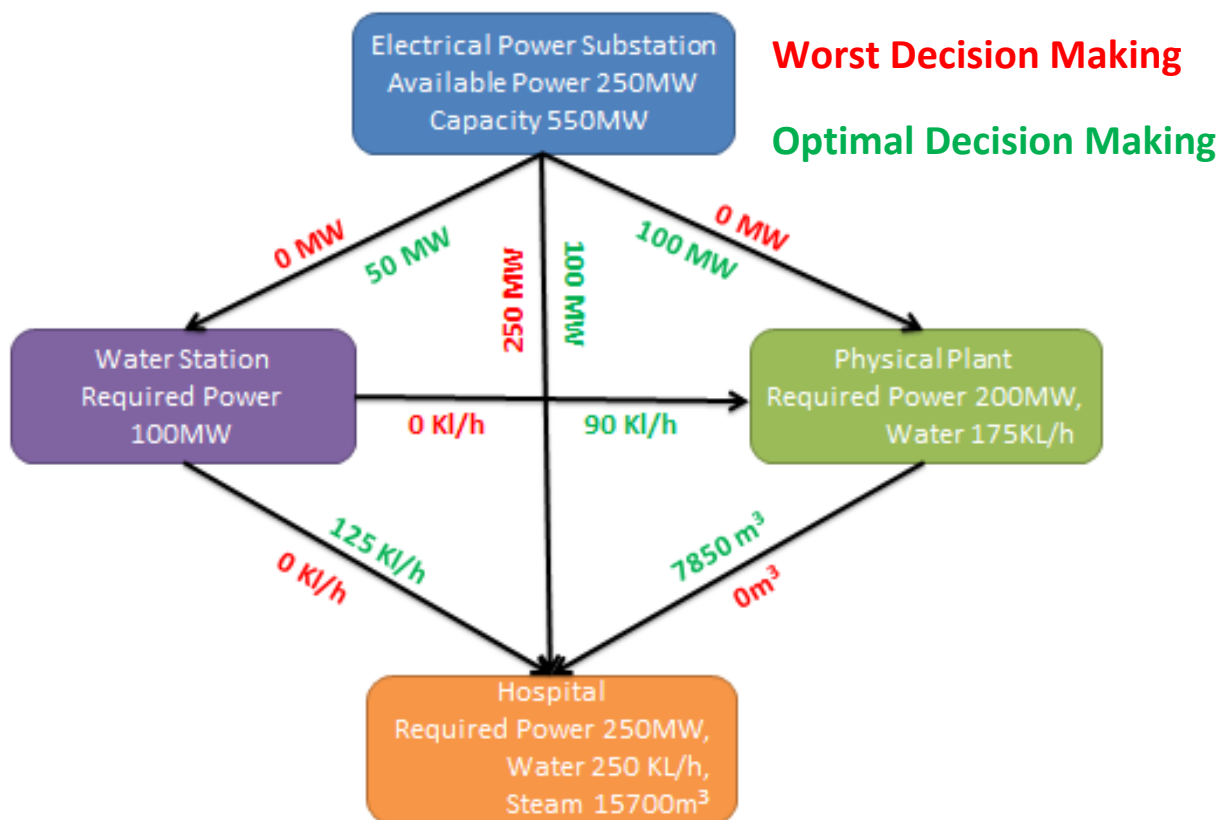 Electrical Power Substation
Available Power 250MW
Capacity 550MW
Worst Decision Making
Optimal Decision Making
0 MW
50 MW
250 MW
100 MW
0 MW
100 MW
Water Station
Required Power
100MW
0 Kl/h
90 Kl/h
Physical Plant
Required Power 200MW,
Water 175KL/h
125 Kl/h
0 Kl/h
7850 m³
0m³
Hospital
Required Power 250MW,
Water 250 KL/h,
Steam 15700m³